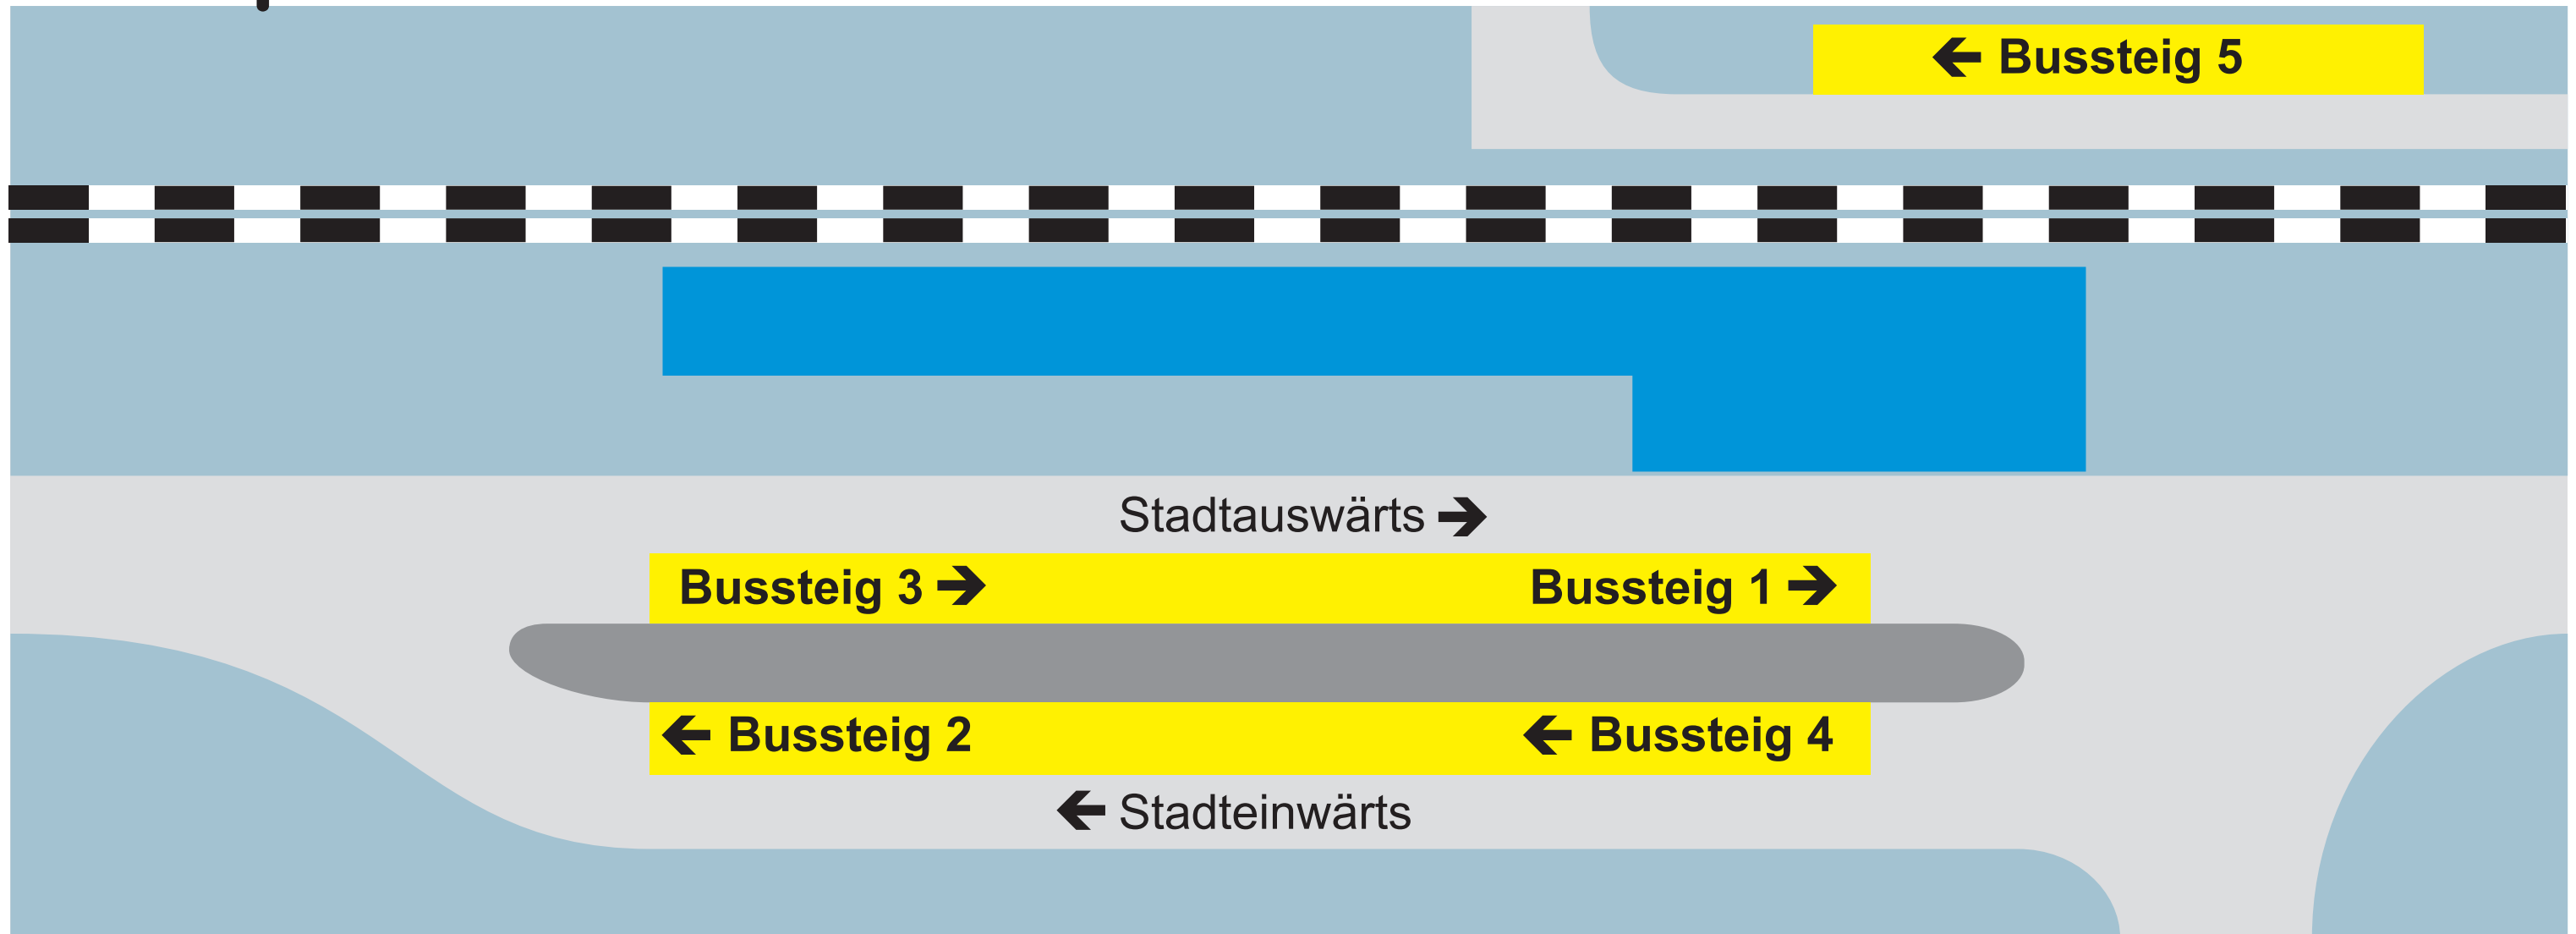 ← Bussteig 5
Stadtauswärts →
Bussteig 3 → Bussteig 1 →
← Bussteig 2 ← Bussteig 4
← Stadteinwärts